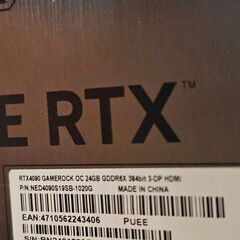 E RTX
RTX4090 GAMEROCK OC 24GB GDDR6X 384bit 3-DP HDMI
P/N:NED4090S19SB-1020G MADE IN CHINA
EAN:4710562243406 PUEE